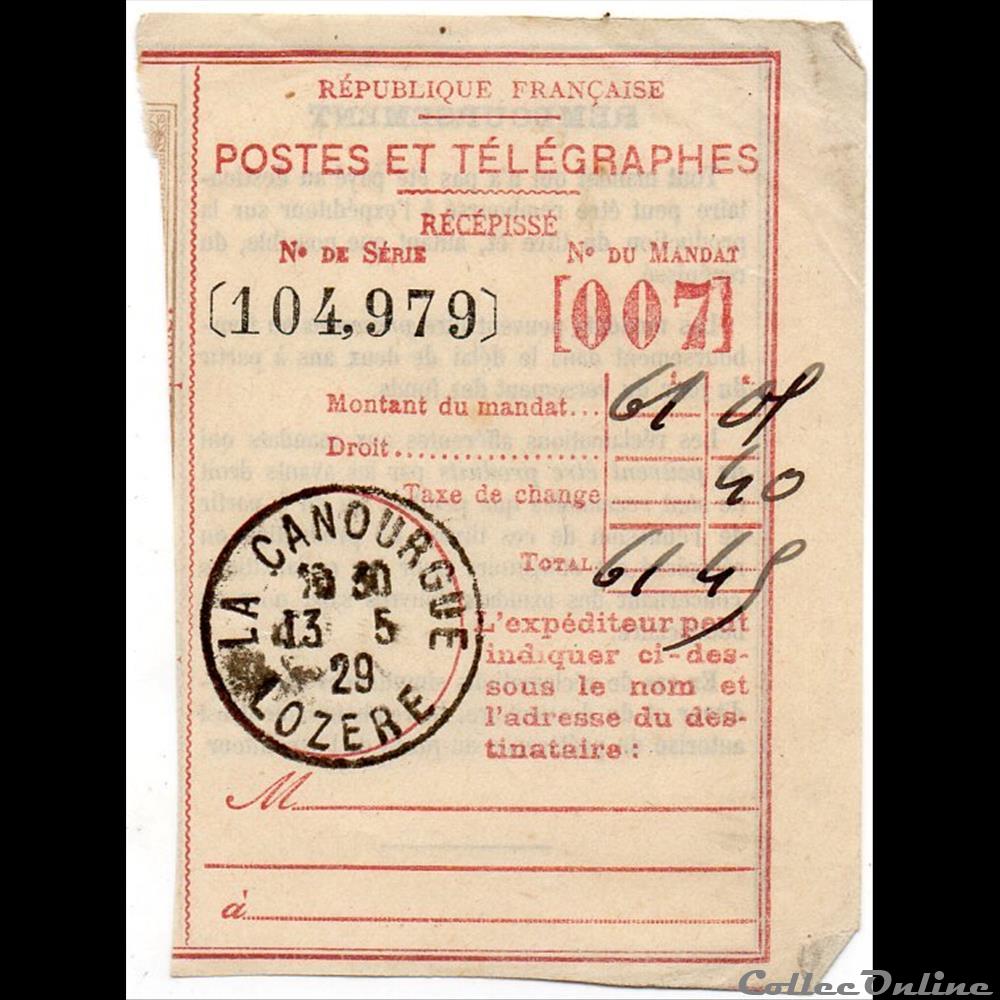 RÉPUBLIQUE FRANÇAISE
POSTES ET TÉLÉGRAPHES
RÉCÉPISSÉ
N° DE SÉRIE N° DU MANDAT
(104,979) [007]
f. c.
Montant du mandat... 61 05
Droit..................
Taxe de change 40
TOTAL 61 45
LA CANOURGUE
13 5
29
LOZERE
L'expéditeur peut
indiquer ci-des-
sous le nom et
l'adresse du des-
tinataire :
M
à
CollecOnline